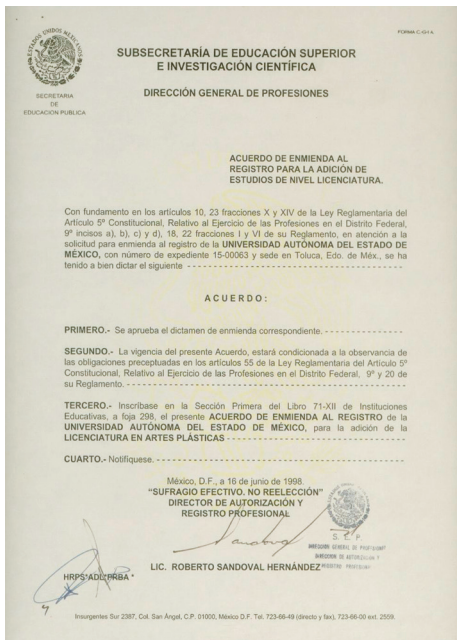 FORMA C-G-1A
ESTADOS UNIDOS MEXICANOS
SECRETARIA
DE
EDUCACION PUBLICA
SUBSECRETARÍA DE EDUCACIÓN SUPERIOR
E INVESTIGACIÓN CIENTÍFICA
DIRECCIÓN GENERAL DE PROFESIONES
ACUERDO DE ENMIENDA AL
REGISTRO PARA LA ADICIÓN DE
ESTUDIOS DE NIVEL LICENCIATURA.
Con fundamento en los artículos 10, 23 fracciones X y XIV de la Ley Reglamentaria del
Artículo 5º Constitucional, Relativo al Ejercicio de las Profesiones en el Distrito Federal,
9º incisos a), b), c) y d), 18, 22 fracciones I y VI de su Reglamento, en atención a la
solicitud para enmienda al registro de la UNIVERSIDAD AUTÓNOMA DEL ESTADO DE
MÉXICO, con número de expediente 15-00063 y sede en Toluca, Edo. de Méx., se ha
tenido a bien dictar el siguiente - - - - - - - - - - - - - - - - - - - - - - - - - - - - - - - - - - - - - -
A C U E R D O :
PRIMERO.- Se aprueba el dictamen de enmienda correspondiente. - - - - - - - - - - - - - - - - -
SEGUNDO.- La vigencia del presente Acuerdo, estará condicionada a la observancia de
las obligaciones preceptuadas en los artículos 55 de la Ley Reglamentaria del Artículo 5º
Constitucional, Relativo al Ejercicio de las Profesiones en el Distrito Federal, 9º y 20 de
su Reglamento. - - - - - - - - - - - - - - - - - - - - - - - - - - - - - - - - - - - - - - - - - - - - - -
TERCERO.- Inscríbase en la Sección Primera del Libro 71-XII de Instituciones
Educativas, a foja 298, el presente ACUERDO DE ENMIENDA AL REGISTRO de la
UNIVERSIDAD AUTÓNOMA DEL ESTADO DE MÉXICO, para la adición de la
LICENCIATURA EN ARTES PLÁSTICAS - - - - - - - - - - - - - - - - - - - - - - - - - - - - - - - -
CUARTO.- Notifíquese. - - - - - - - - - - - - - - - - - - - - - - - - - - - - - - - - - - - - - - - - -
México, D.F., a 16 de junio de 1998.
"SUFRAGIO EFECTIVO. NO REELECCIÓN"
DIRECTOR DE AUTORIZACIÓN Y
REGISTRO PROFESIONAL
S E P
DIRECCIÓN GENERAL DE PROFESIONES
DIRECCIÓN DE AUTORIZACIÓN Y
REGISTRO PROFESIONAL
LIC. ROBERTO SANDOVAL HERNÁNDEZ
HRPS*ADL*PRBA *
Insurgentes Sur 2387, Col. San Ángel, C.P. 01000, México D.F. Tel. 723-66-49 (directo y fax), 723-66-00 ext. 2559.